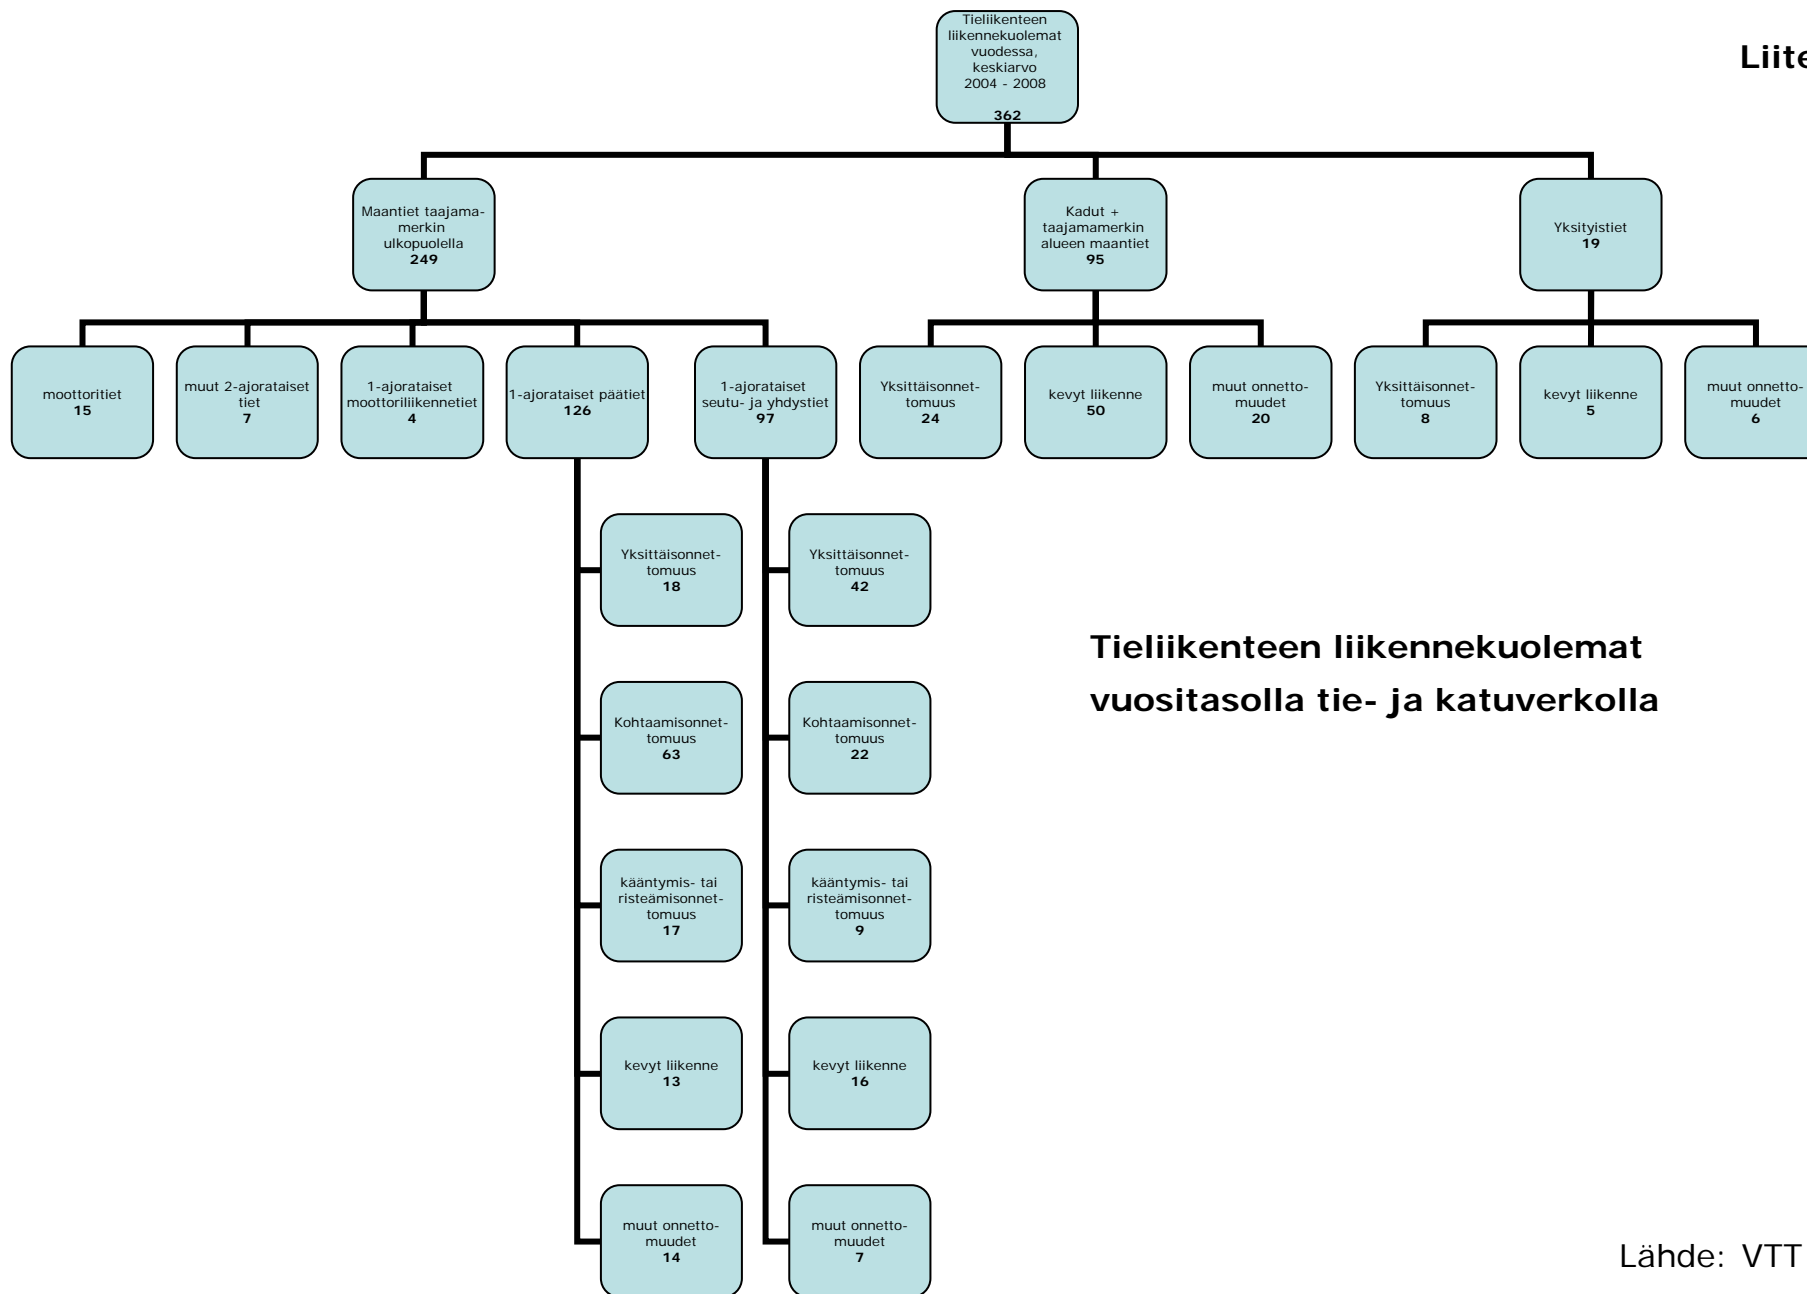 Tieliikenteen
liikennekuolemat
vuodessa,
keskiarvo
2004 - 2008
362
Liite
Maantiet taajama-
merkin
ulkopuolella
249
Kadut +
taajamamerkin
alueen maantiet
95
Yksityistiet
19
moottoritiet
15
muut 2-ajorataiset
tiet
7
1-ajorataiset
moottoriliikennetiet
4
1-ajorataiset päätiet
126
1-ajorataiset
seutu- ja yhdystiet
97
Yksittäisonnet-
tomuus
24
kevyt liikenne
50
muut onnetto-
muudet
20
Yksittäisonnet-
tomuus
8
kevyt liikenne
5
muut onnetto-
muudet
6
Yksittäisonnet-
tomuus
18
Kohtaamisonnet-
tomuus
63
kääntymis- tai
risteämisonnet-
tomuus
17
kevyt liikenne
13
muut onnetto-
muudet
14
Yksittäisonnet-
tomuus
42
Kohtaamisonnet-
tomuus
22
kääntymis- tai
risteämisonnet-
tomuus
9
kevyt liikenne
16
muut onnetto-
muudet
7
Tieliikenteen liikennekuolemat
vuositasolla tie- ja katuverkolla
Lähde: VTT